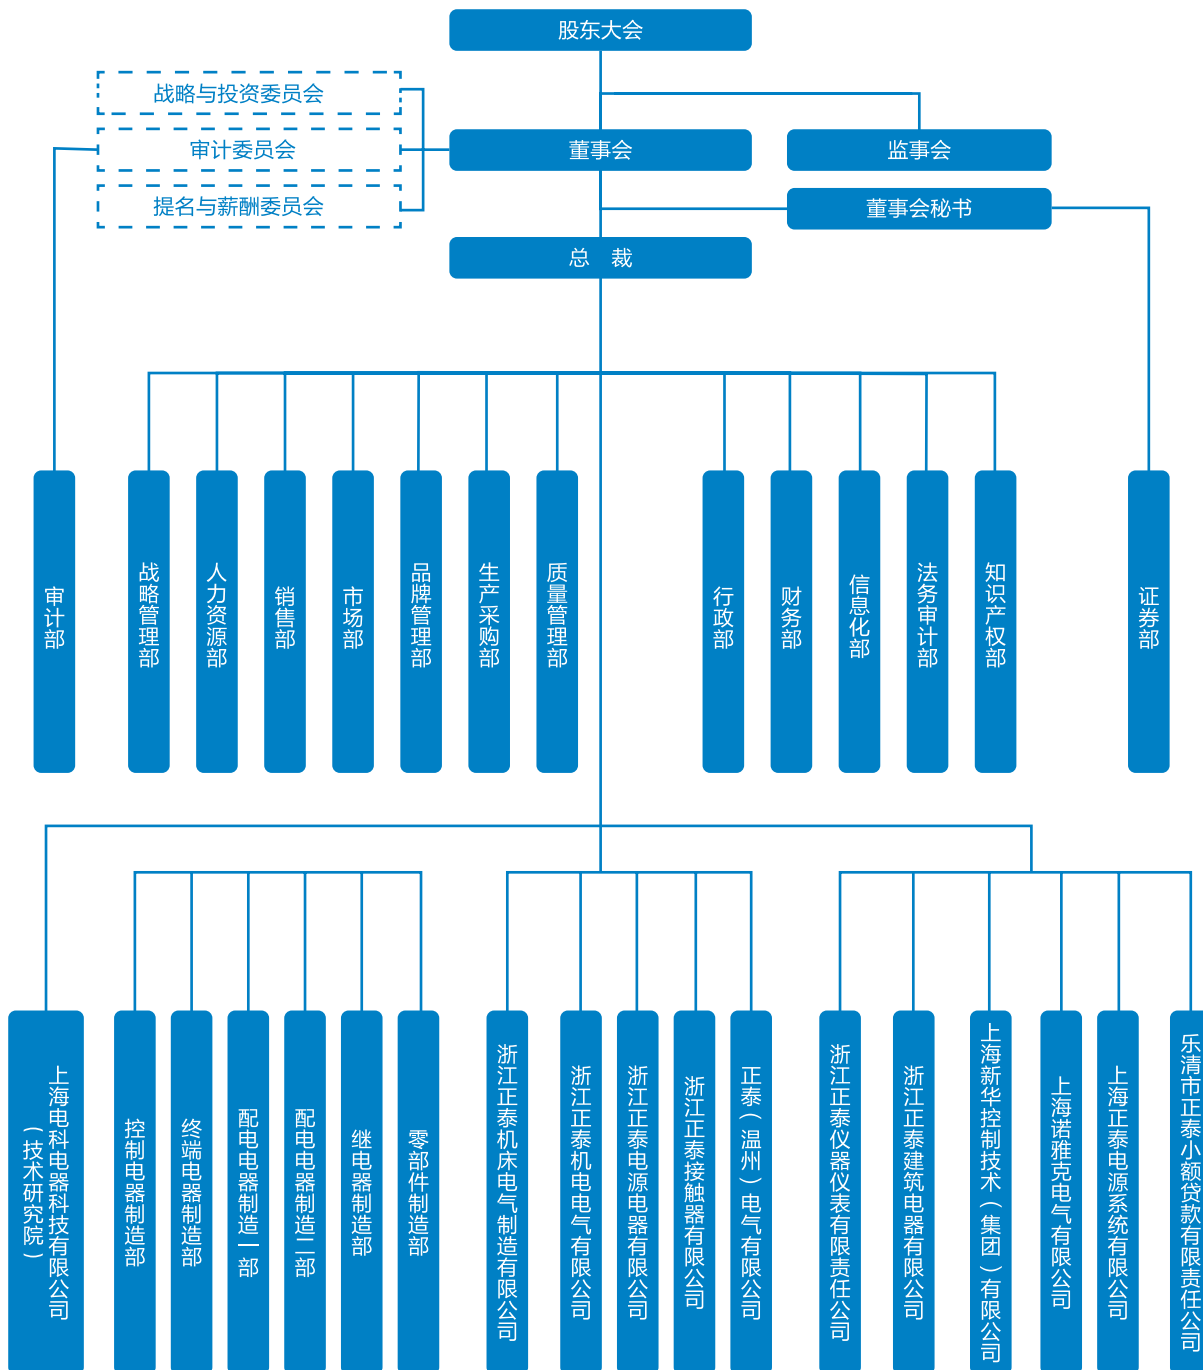 股东大会
战略与投资委员会
审计委员会
董事会
监事会
提名与薪酬委员会
董事会秘书
总 裁
审计部
战略管理部
人力资源部
销售部
市场部
品牌管理部
生产采购部
质量管理部
行政部
财务部
信息化部
法务审计部
知识产权部
证券部
上海电科电器科技有限公司
(技术研究院)
控制电器制造部
终端电器制造部
配电电器制造一部
配电电器制造二部
继电器制造部
零部件制造部
浙江正泰机床电气制造有限公司
浙江正泰机电电气有限公司
浙江正泰电源电器有限公司
浙江正泰接触器有限公司
正泰(温州)电气有限公司
浙江正泰仪器仪表有限责任公司
浙江正泰建筑电器有限公司
上海新华控制技术(集团)有限公司
上海诺雅克电气有限公司
上海正泰电源系统有限公司
乐清市正泰小额贷款有限责任公司